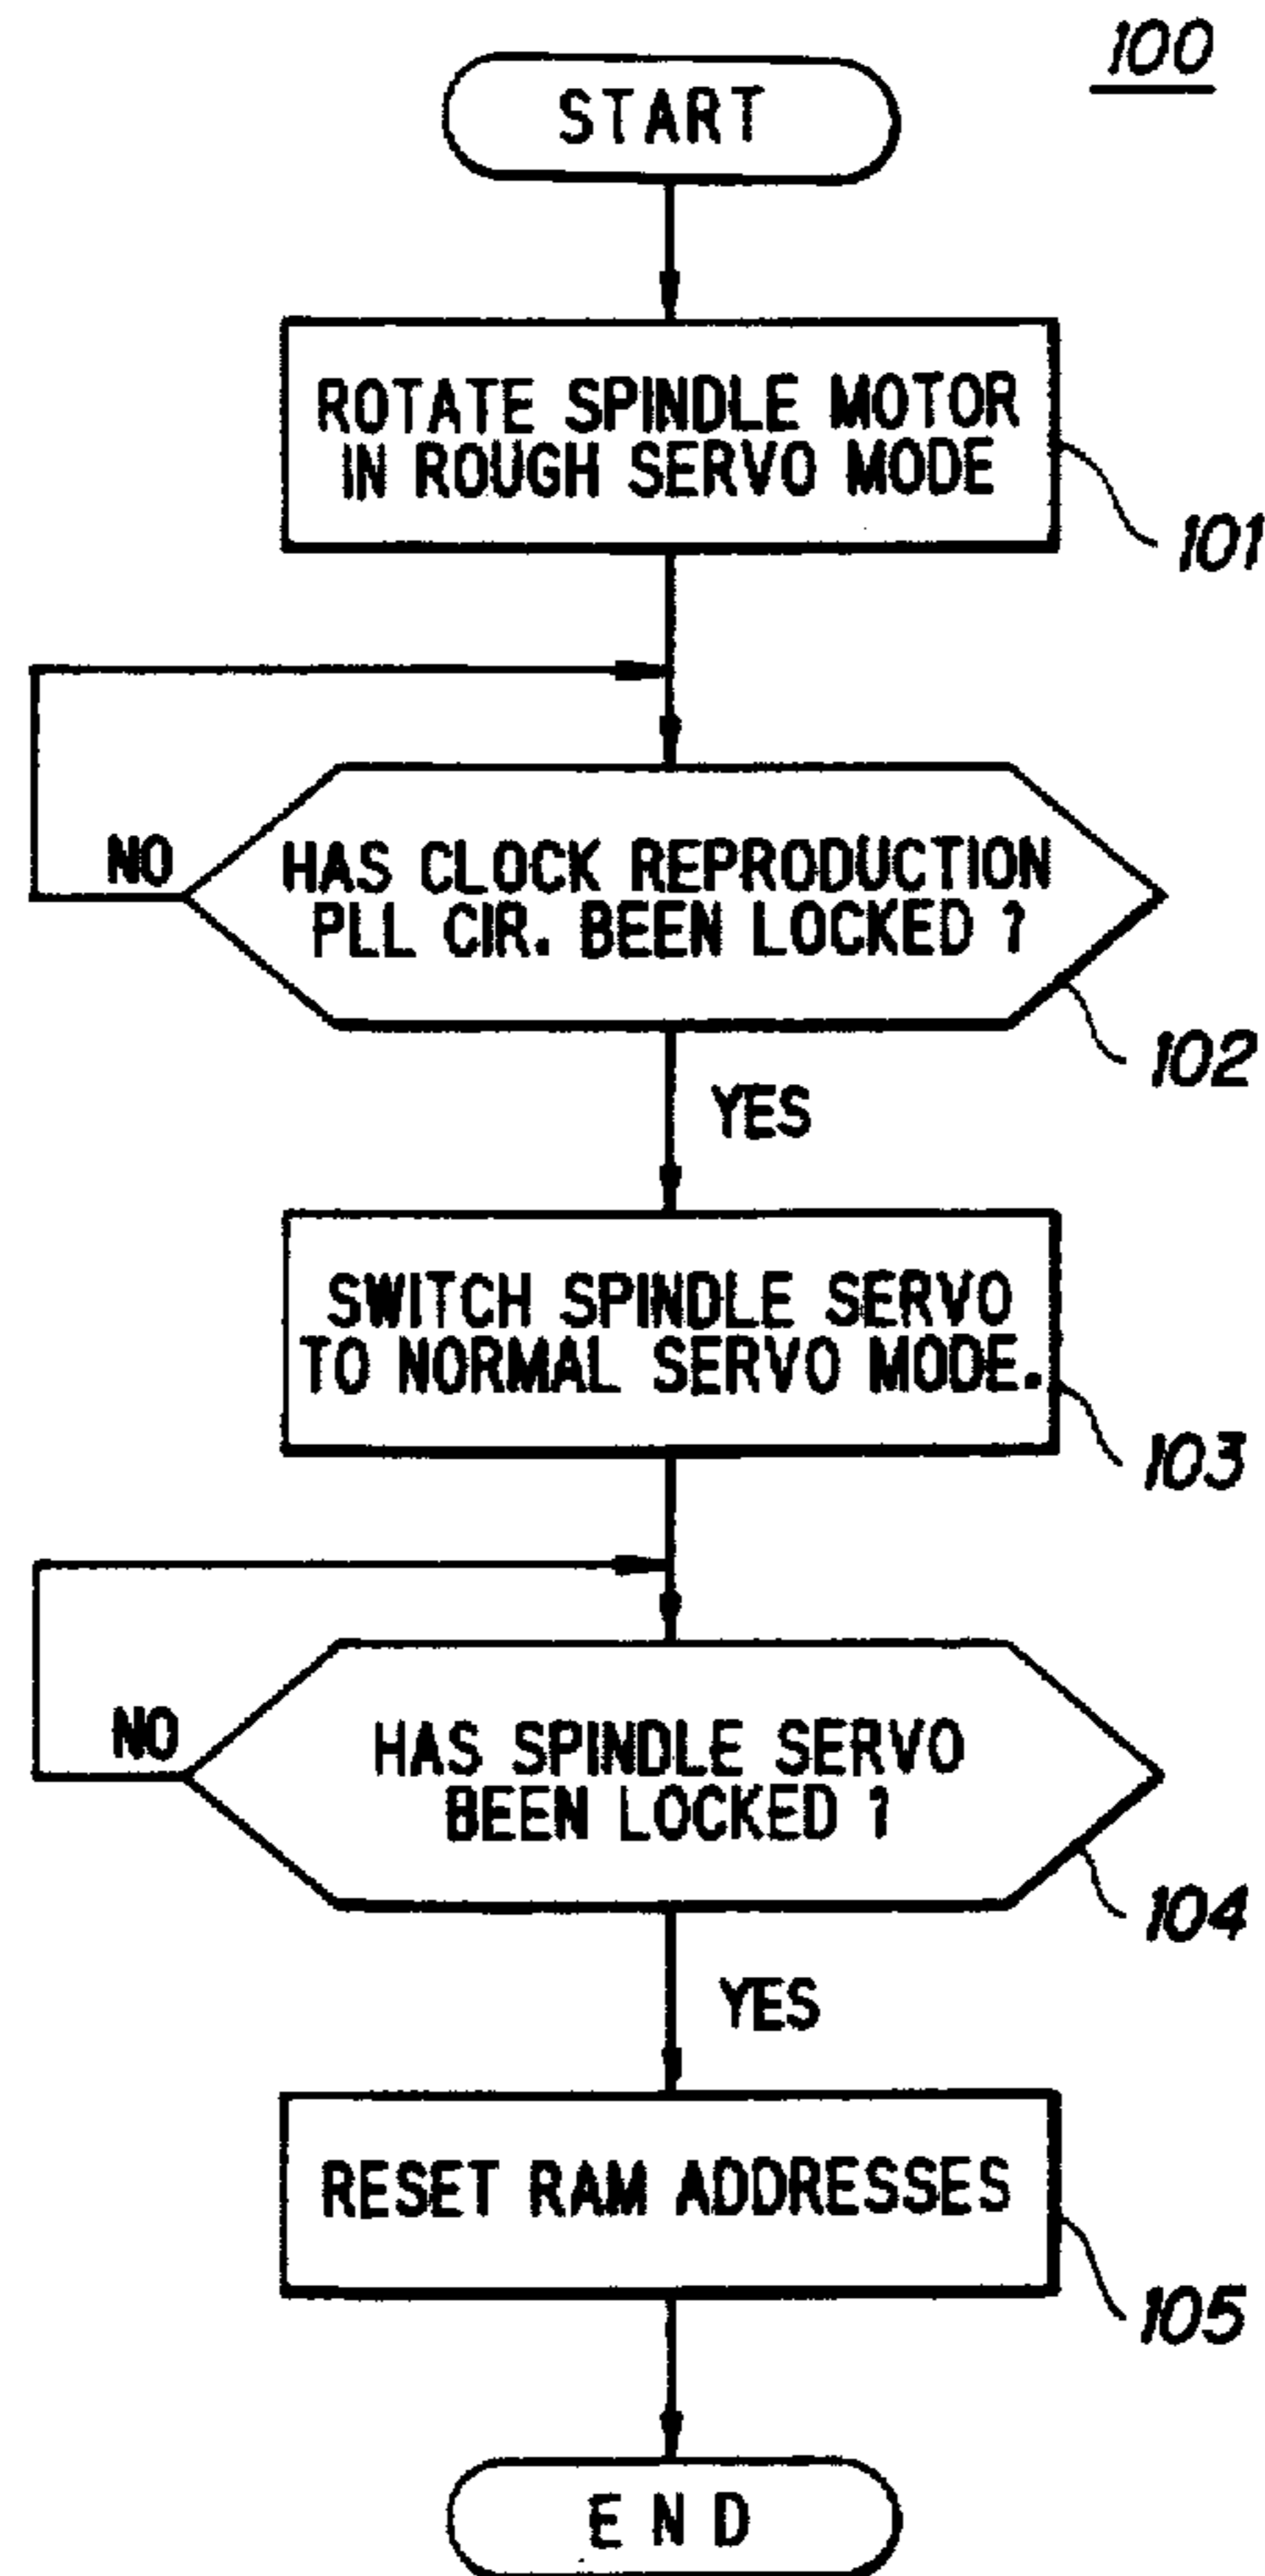 100
START
ROTATE SPINDLE MOTOR
IN ROUGH SERVO MODE
101
NO
HAS CLOCK REPRODUCTION
PLL CIR. BEEN LOCKED ?
102
YES
SWITCH SPINDLE SERVO
TO NORMAL SERVO MODE.
103
NO
HAS SPINDLE SERVO
BEEN LOCKED ?
104
YES
RESET RAM ADDRESSES
105
END